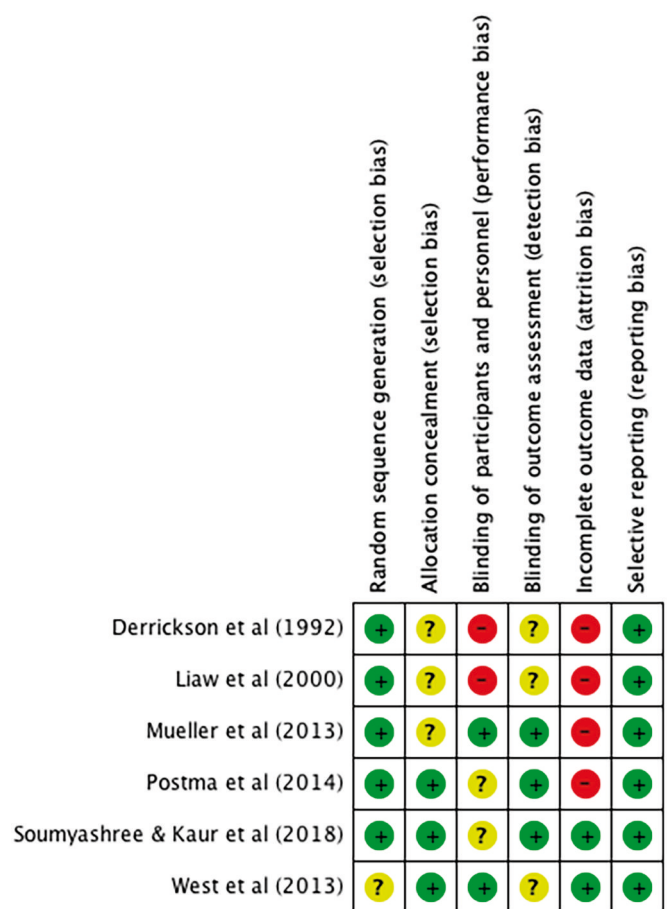 Random sequence generation (selection bias)
Allocation concealment (selection bias)
Blinding of participants and personnel (performance bias)
Blinding of outcome assessment (detection bias)
Incomplete outcome data (attrition bias)
Selective reporting (reporting bias)
Derrickson et al (1992) + ? - ? - +
Liaw et al (2000) + ? - ? - +
Mueller et al (2013) + ? + + - +
Postma et al (2014) + + ? + - +
Soumyashree & Kaur et al (2018) + + ? + + +
West et al (2013) ? + + ? + +